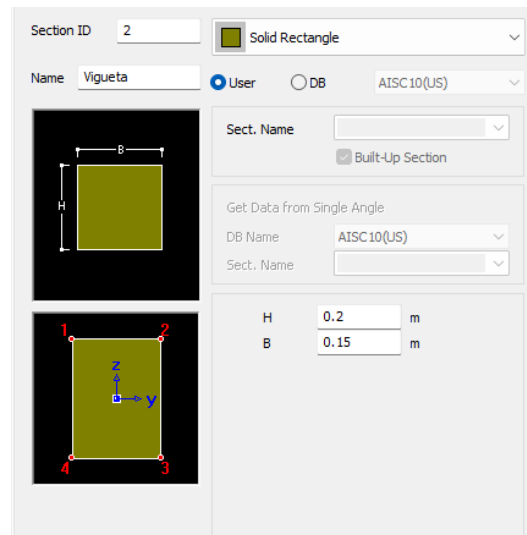 Section ID 2 Solid Rectangle
Name Vigueta User DB AISC10(US)
Sect. Name
Built-Up Section
B
H
Get Data from Single Angle
DB Name AISC10(US)
Sect. Name
H 0.2 m
B 0.15 m
1 2
z
y
4 3